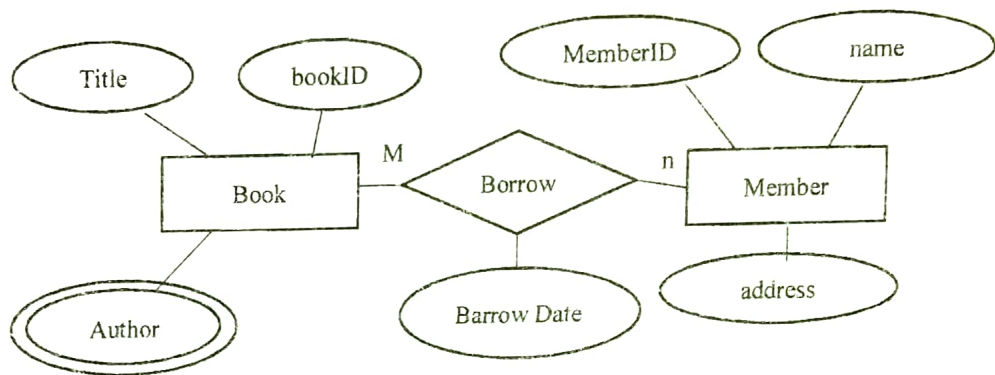 MemberID
name
Title
bookID
M
n
Book
Borrow
Member
Author
Barrow Date
address